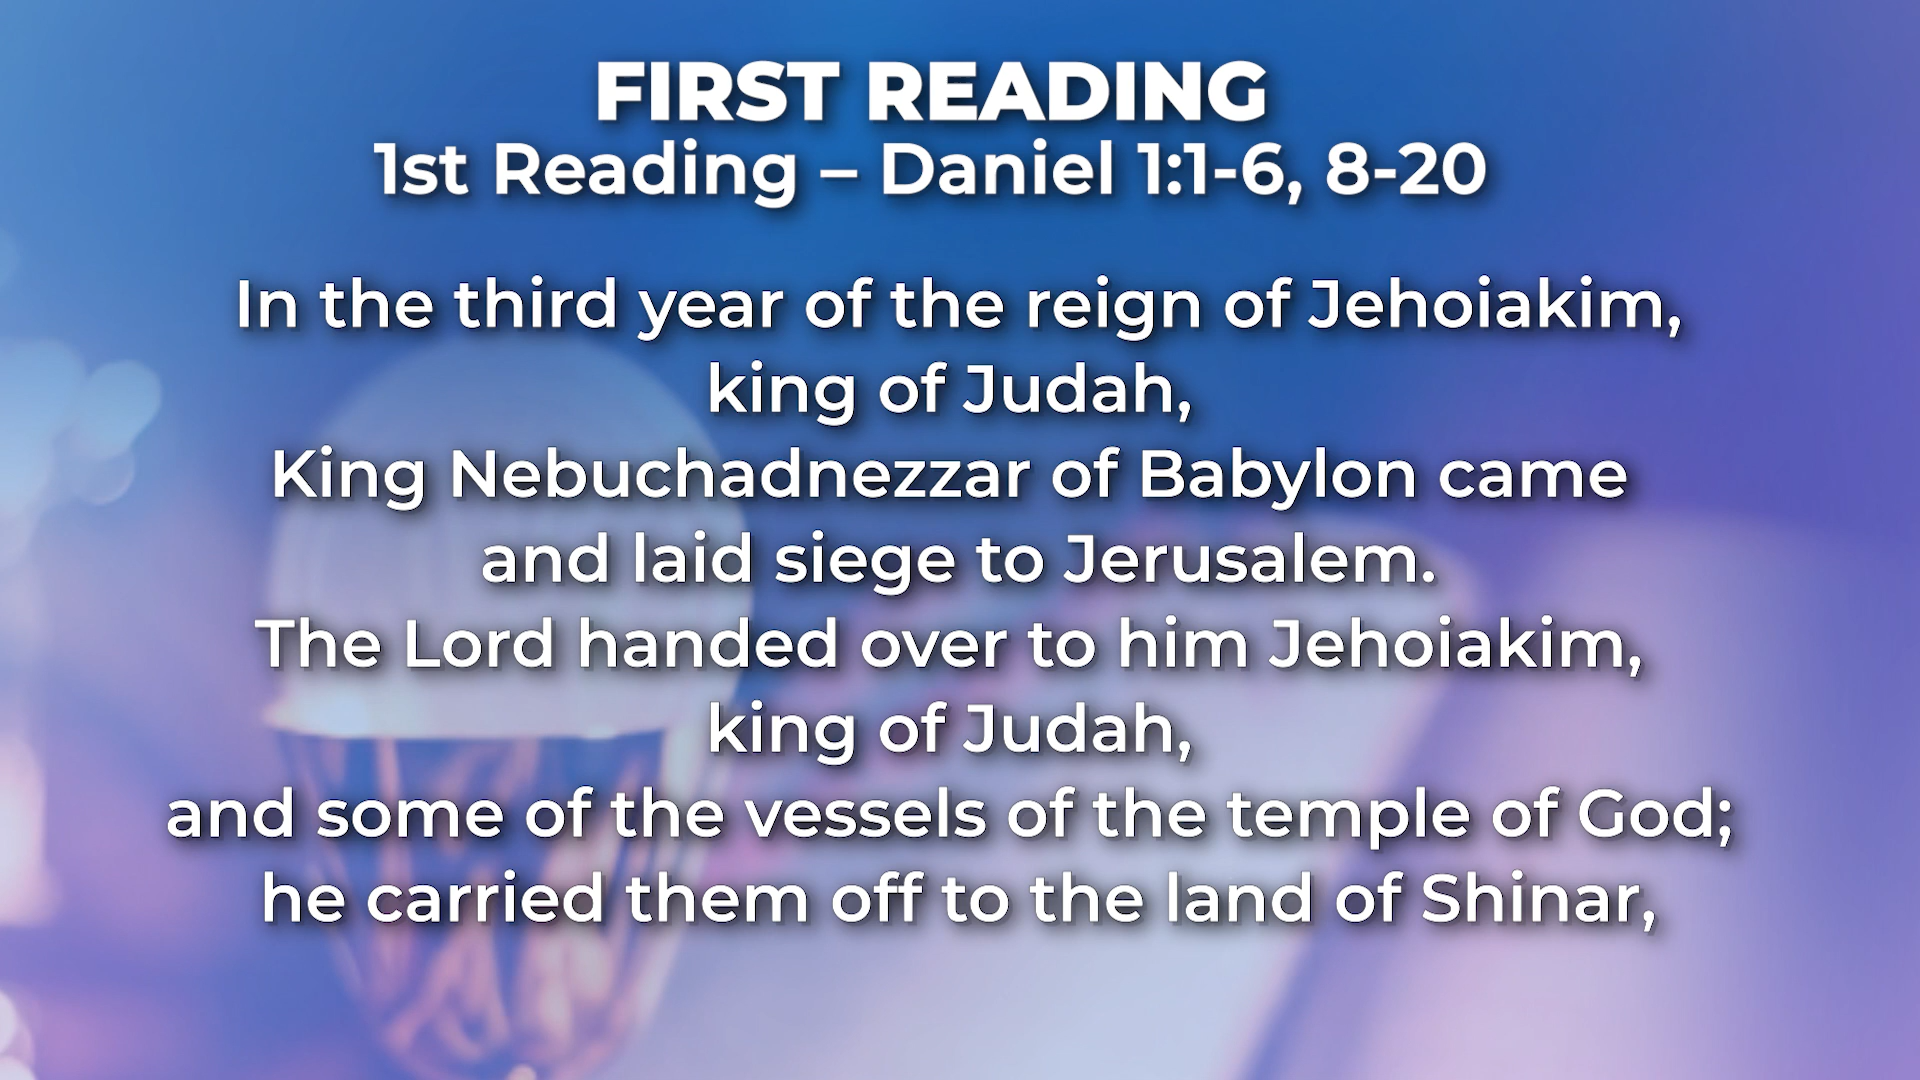 FIRST READING
1st Reading – Daniel 1:1-6, 8-20
In the third year of the reign of Jehoiakim,
king of Judah,
King Nebuchadnezzar of Babylon came
and laid siege to Jerusalem.
The Lord handed over to him Jehoiakim,
king of Judah,
and some of the vessels of the temple of God;
he carried them off to the land of Shinar,